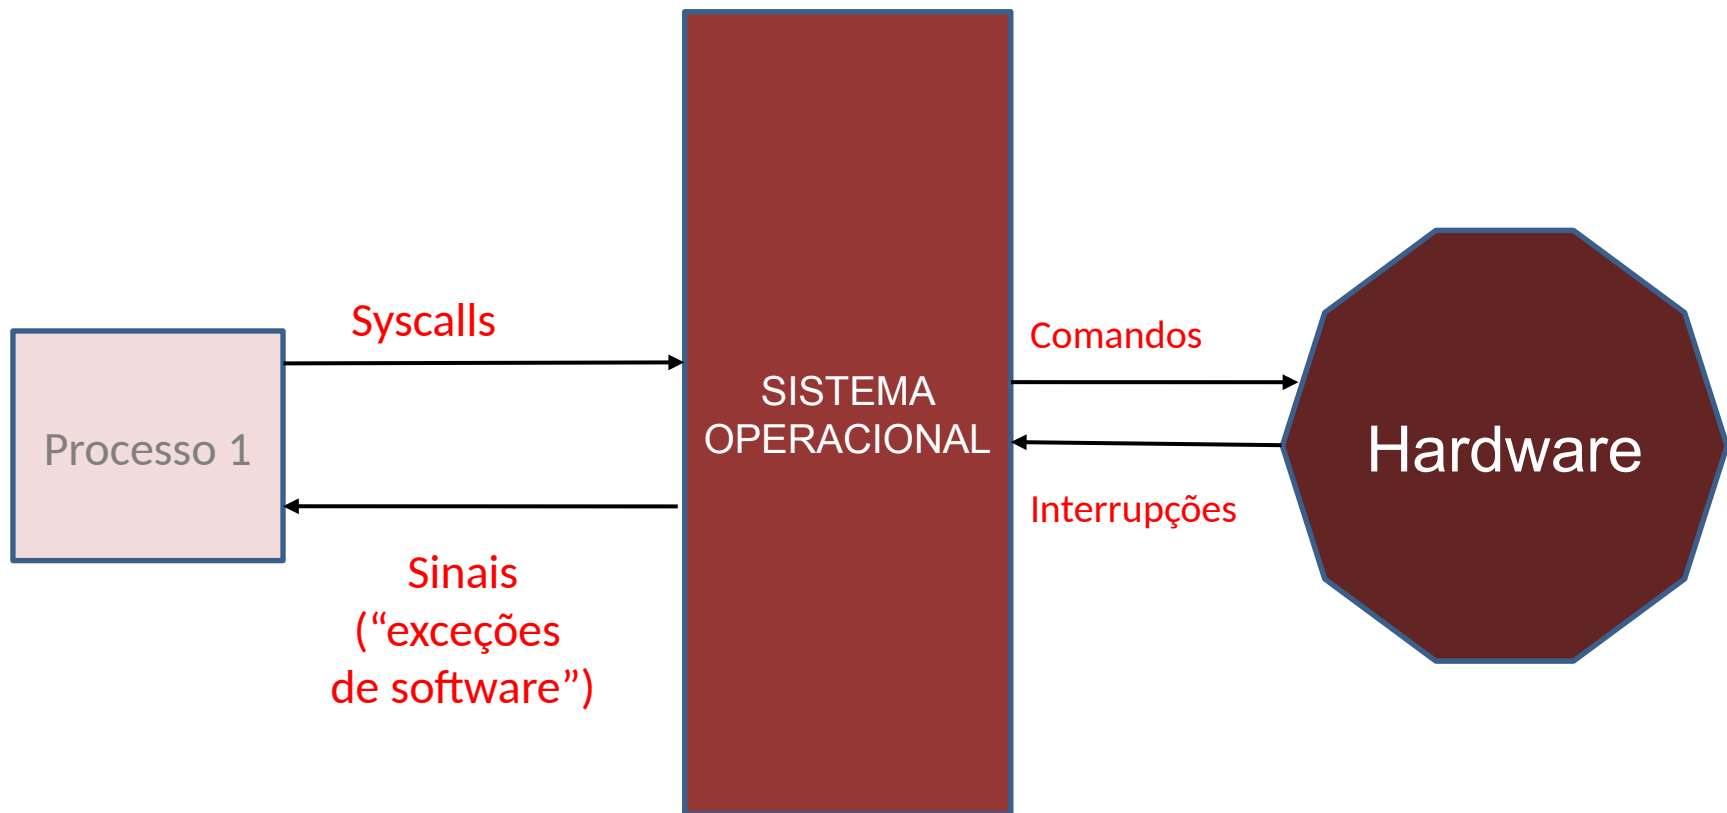 Syscalls
Processo 1
Sinais
(“exceções
de software”)
SISTEMA
OPERACIONAL
Comandos
Interrupções
Hardware